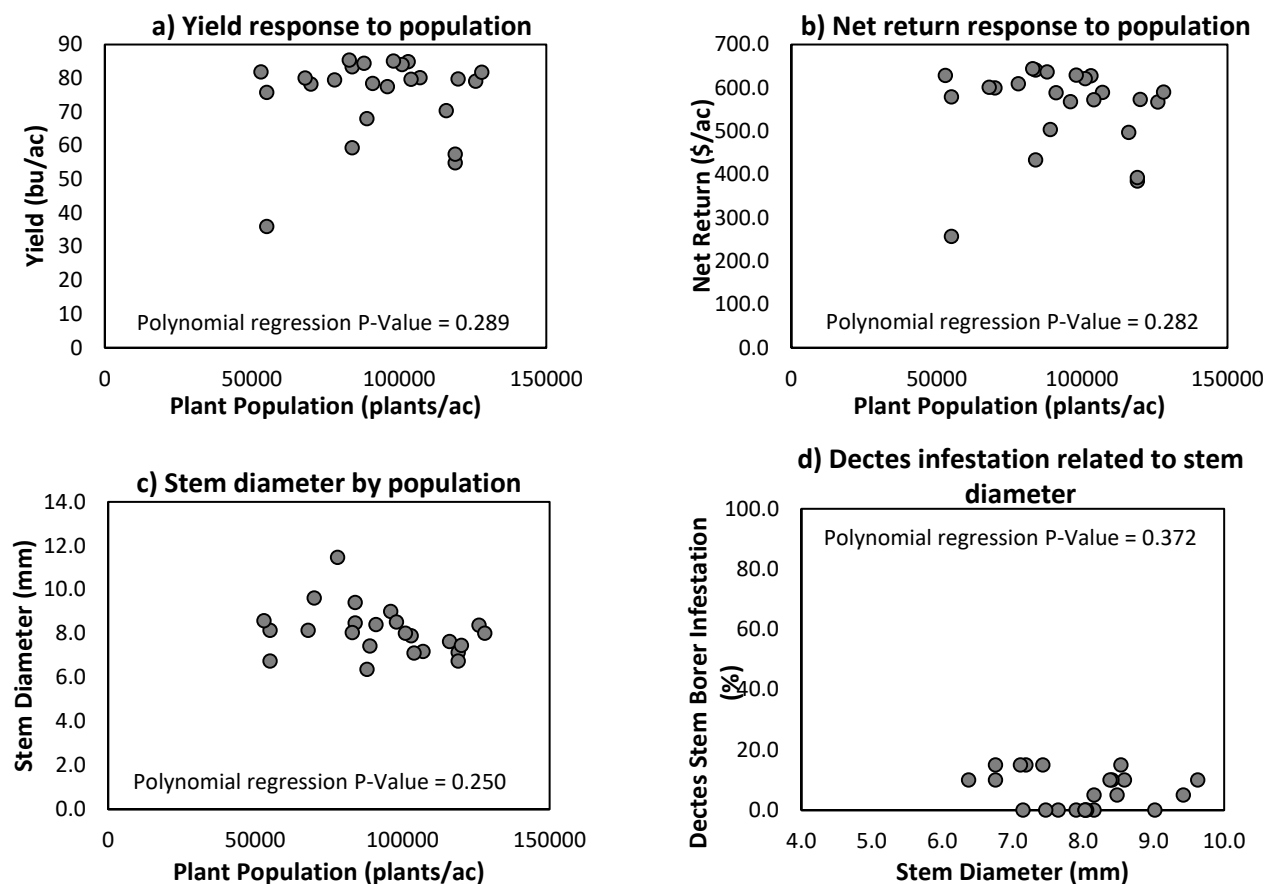 a) Yield response to population
90
80
70
60
50
40
30
20
10
0
Yield (bu/ac)
Polynomial regression P-Value = 0.289
0 50000 100000 150000
Plant Population (plants/ac)
b) Net return response to population
700.0
600.0
500.0
400.0
300.0
200.0
100.0
0.0
Net Return ($/ac)
Polynomial regression P-Value = 0.282
0 50000 100000 150000
Plant Population (plants/ac)
c) Stem diameter by population
14.0
12.0
10.0
8.0
6.0
4.0
2.0
0.0
Stem Diameter (mm)
Polynomial regression P-Value = 0.250
0 50000 100000 150000
Plant Population (plants/ac)
d) Dectes infestation related to stem
diameter
100.0
80.0
60.0
40.0
20.0
0.0
Dectes Stem Borer Infestation
(%)
Polynomial regression P-Value = 0.372
4.0 5.0 6.0 7.0 8.0 9.0 10.0
Stem Diameter (mm)